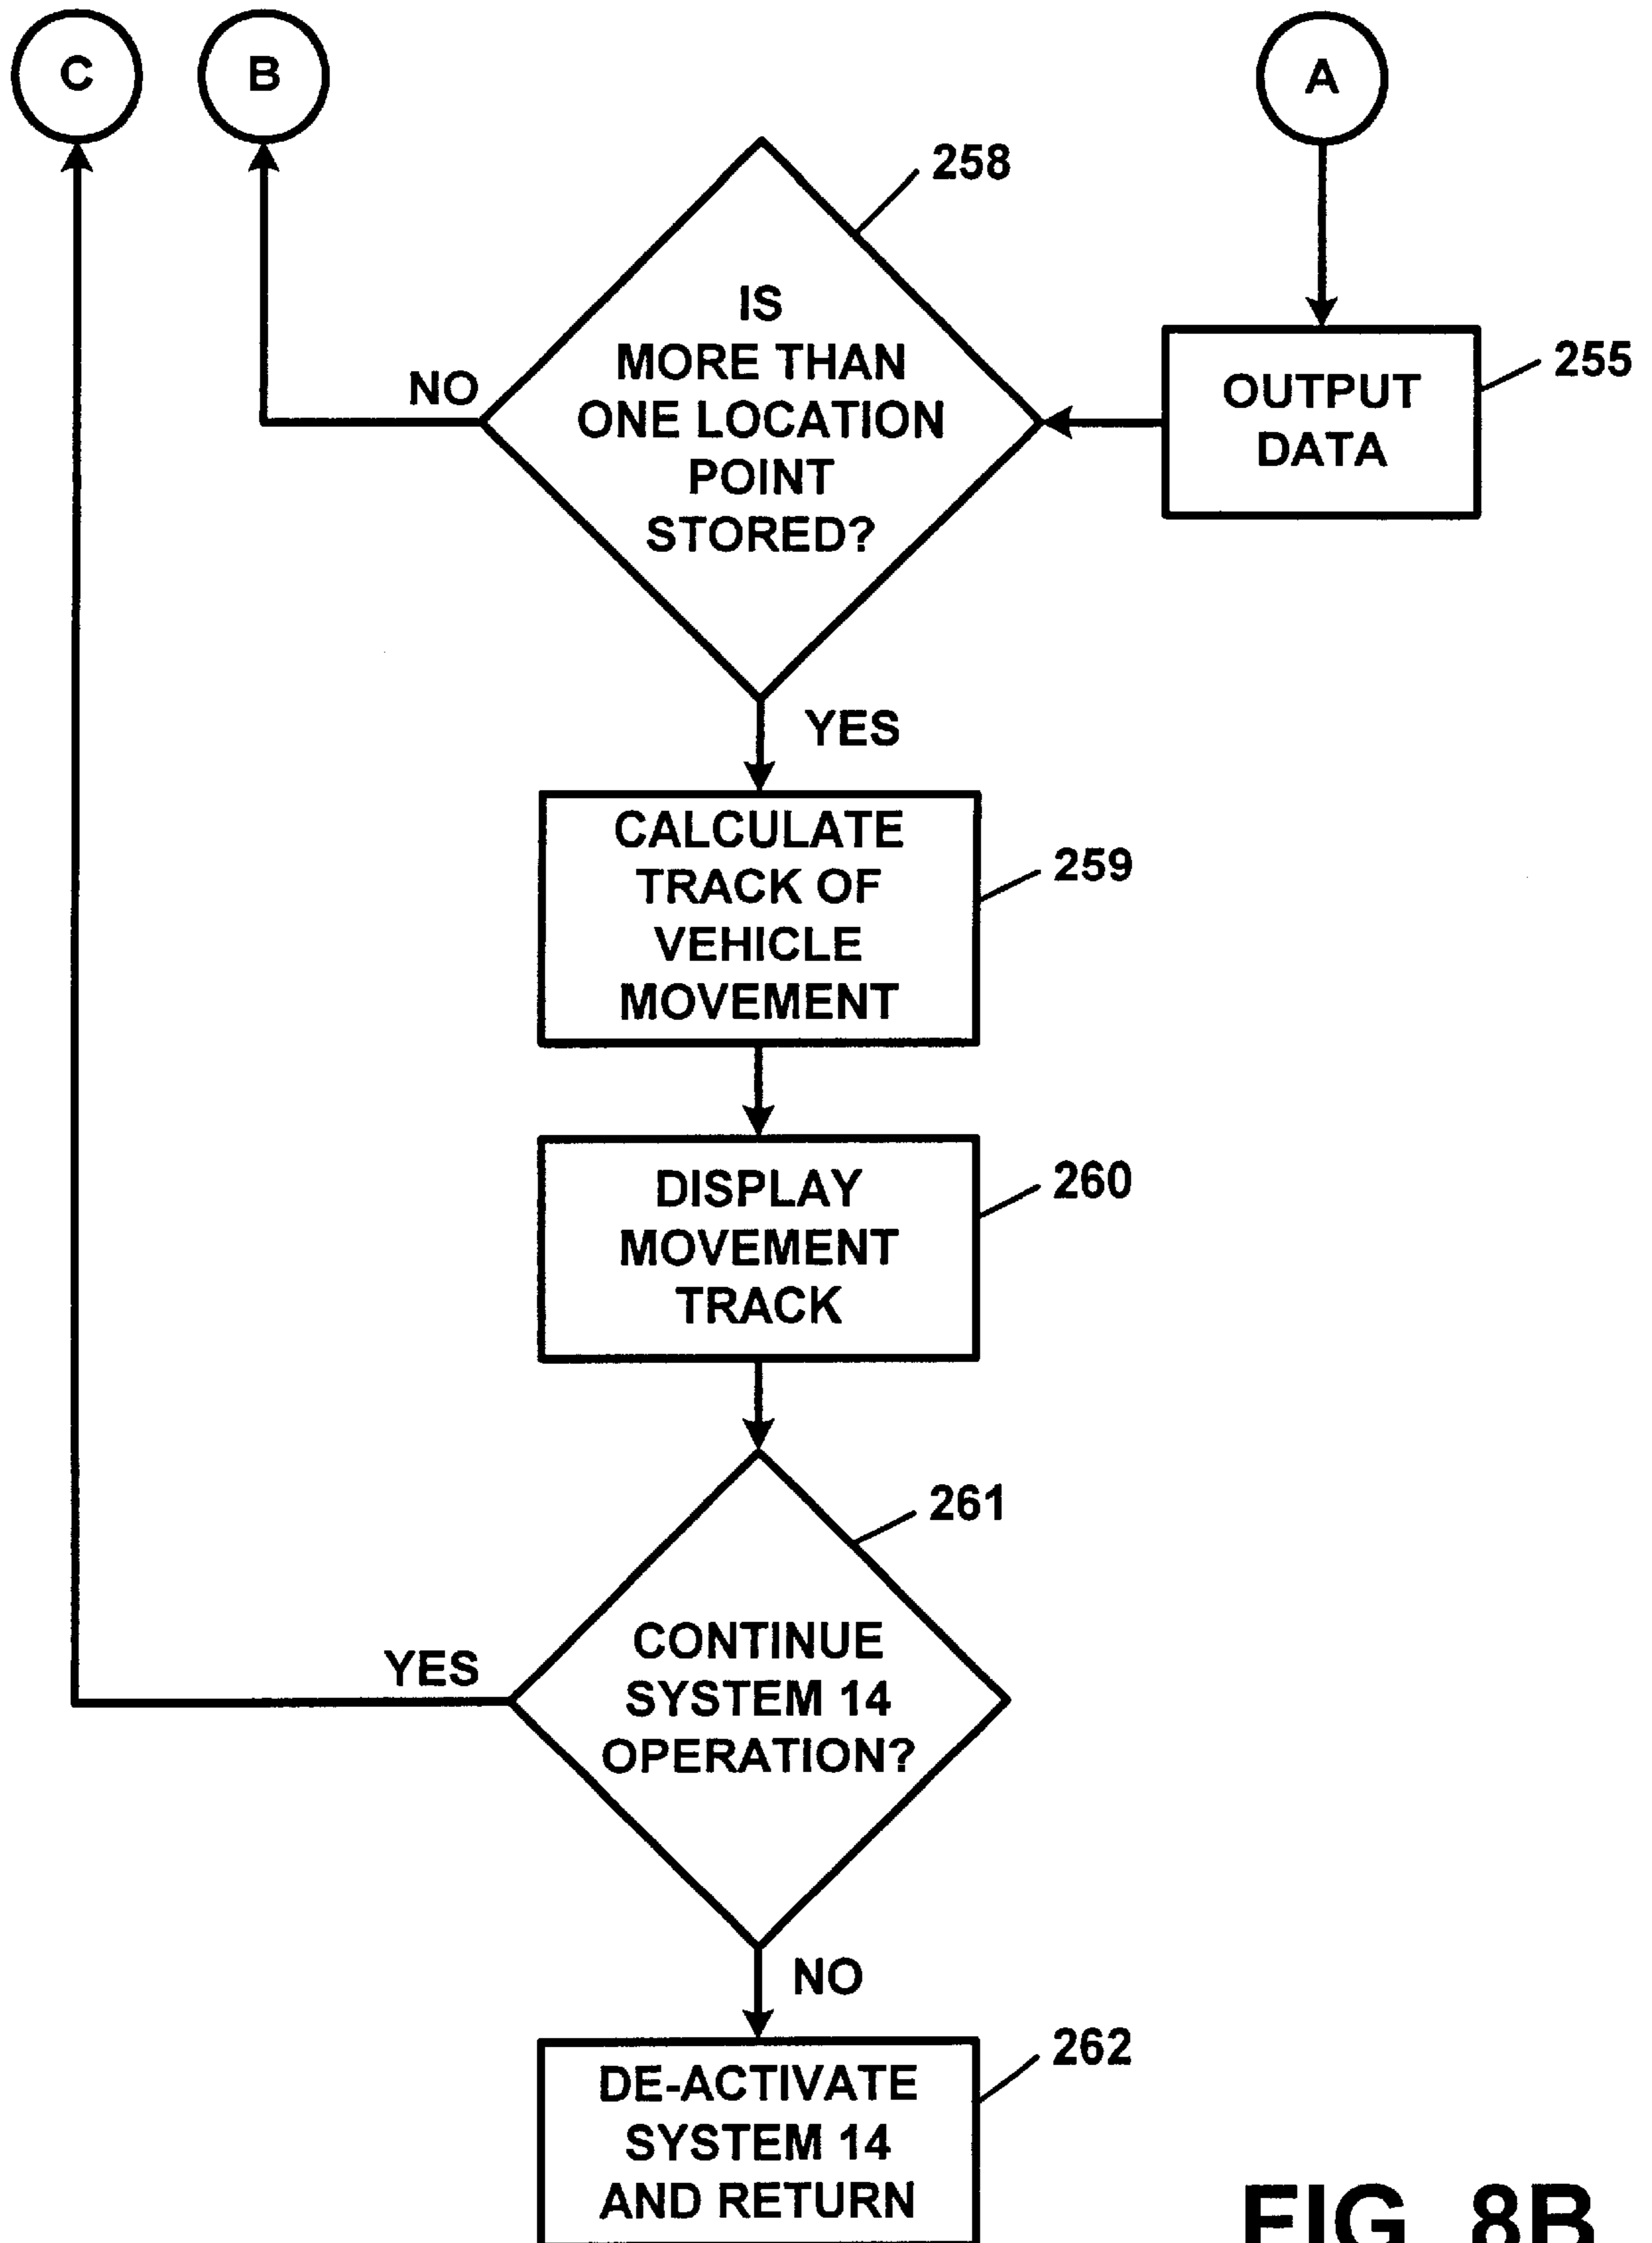 C
B
A
258
IS
MORE THAN
ONE LOCATION
POINT
STORED?
NO
OUTPUT
DATA
255
YES
CALCULATE
TRACK OF
VEHICLE
MOVEMENT
259
DISPLAY
MOVEMENT
TRACK
260
261
CONTINUE
SYSTEM 14
OPERATION?
YES
NO
DE-ACTIVATE
SYSTEM 14
AND RETURN
262
FIG. 8B